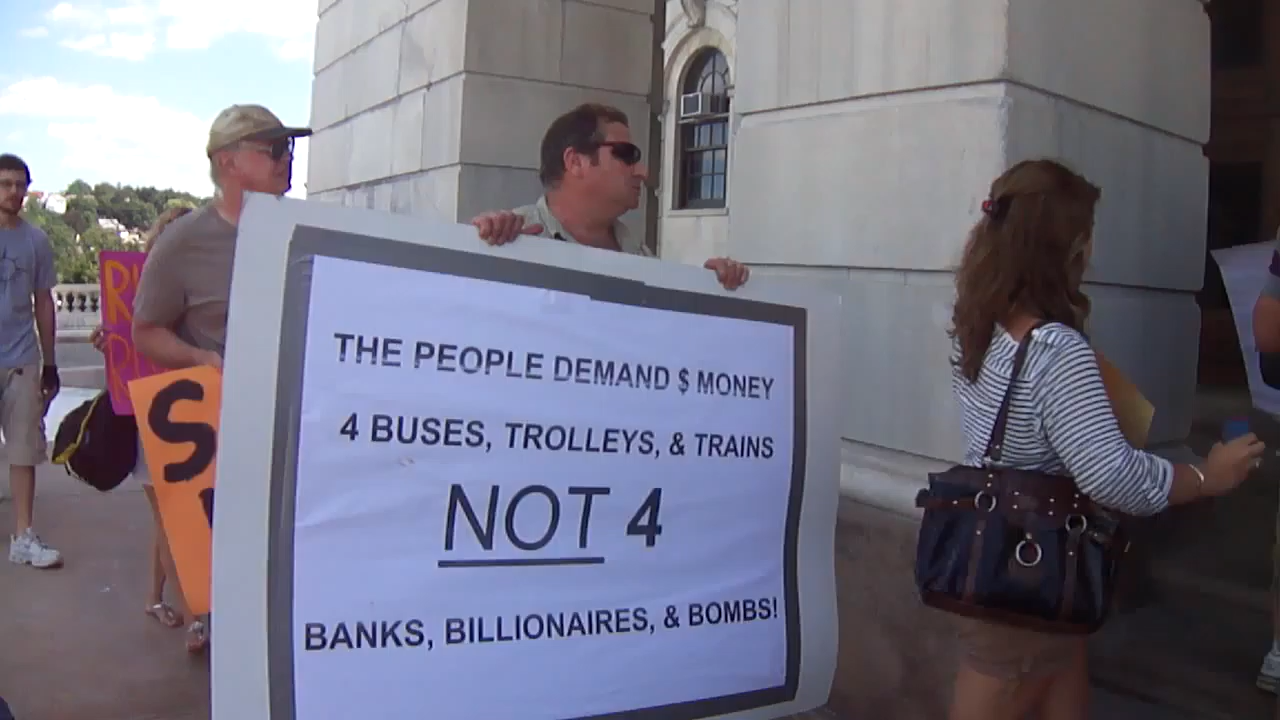 THE PEOPLE DEMAND $ MONEY
4 BUSES, TROLLEYS, & TRAINS
NOT 4
BANKS, BILLIONAIRES, & BOMBS!